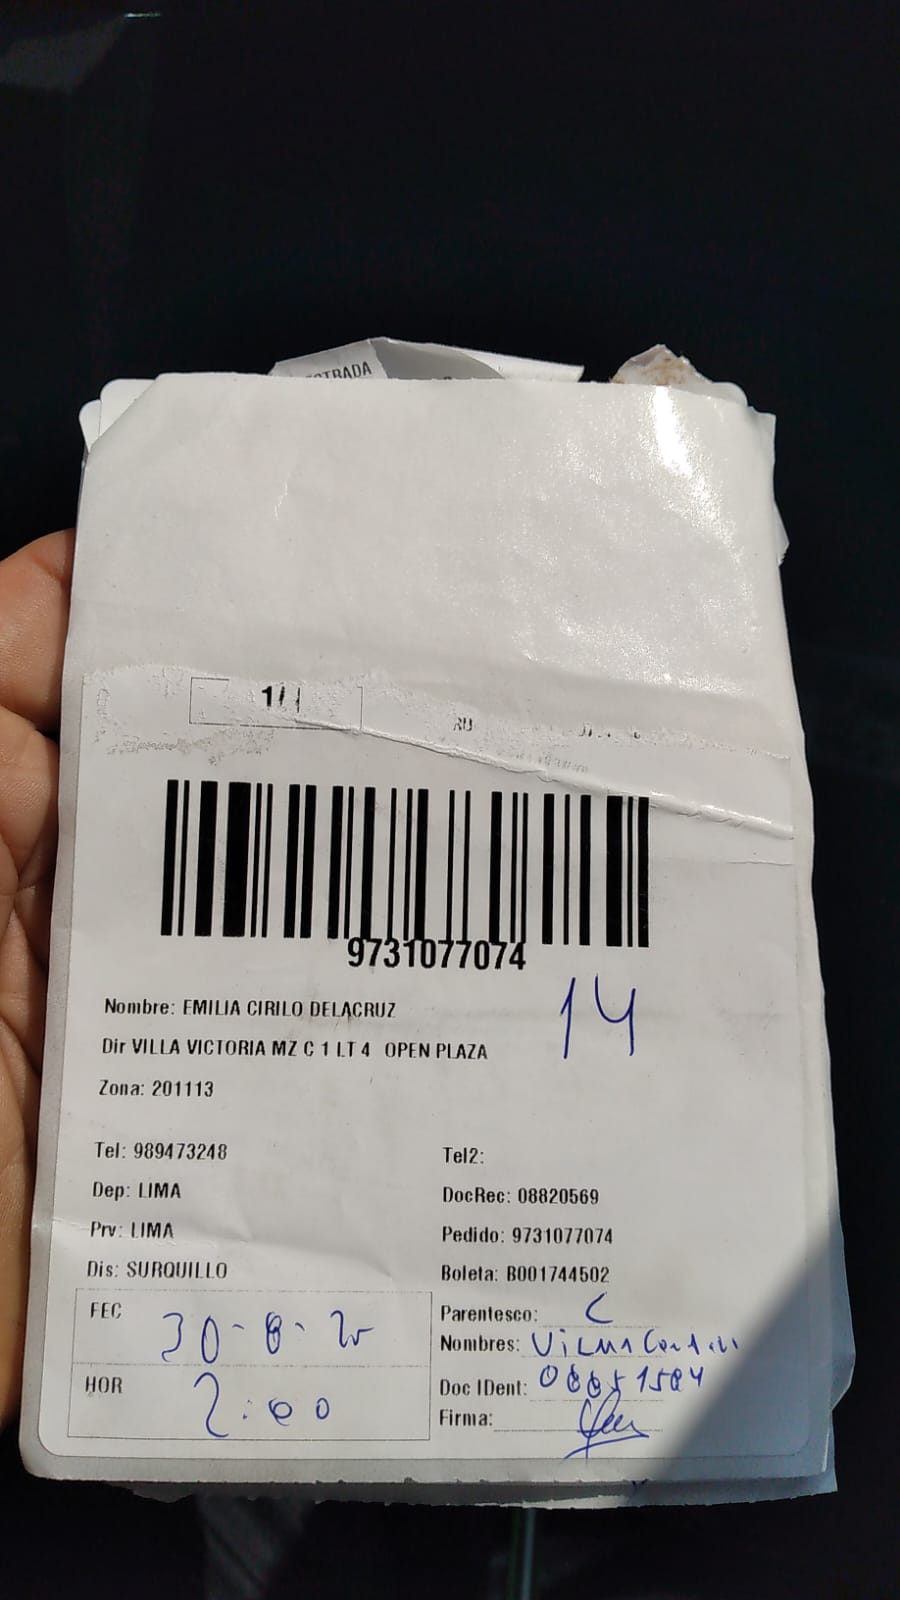 1/1
9731077074
14
Nombre: EMILIA CIRILO DELACRUZ
Dir VILLA VICTORIA MZ C 1 LT 4 OPEN PLAZA
Zona: 201113
Tel: 989473248
Tel2:
Dep: LIMA
DocRec: 08820569
Prv: LIMA
Pedido: 9731077074
Dis: SURQUILLO
Boleta: B001744502
FEC
Parentesco: C
30-8-
Nombres: Vilma
HOR
Doc IDent:
2:00
Firma: